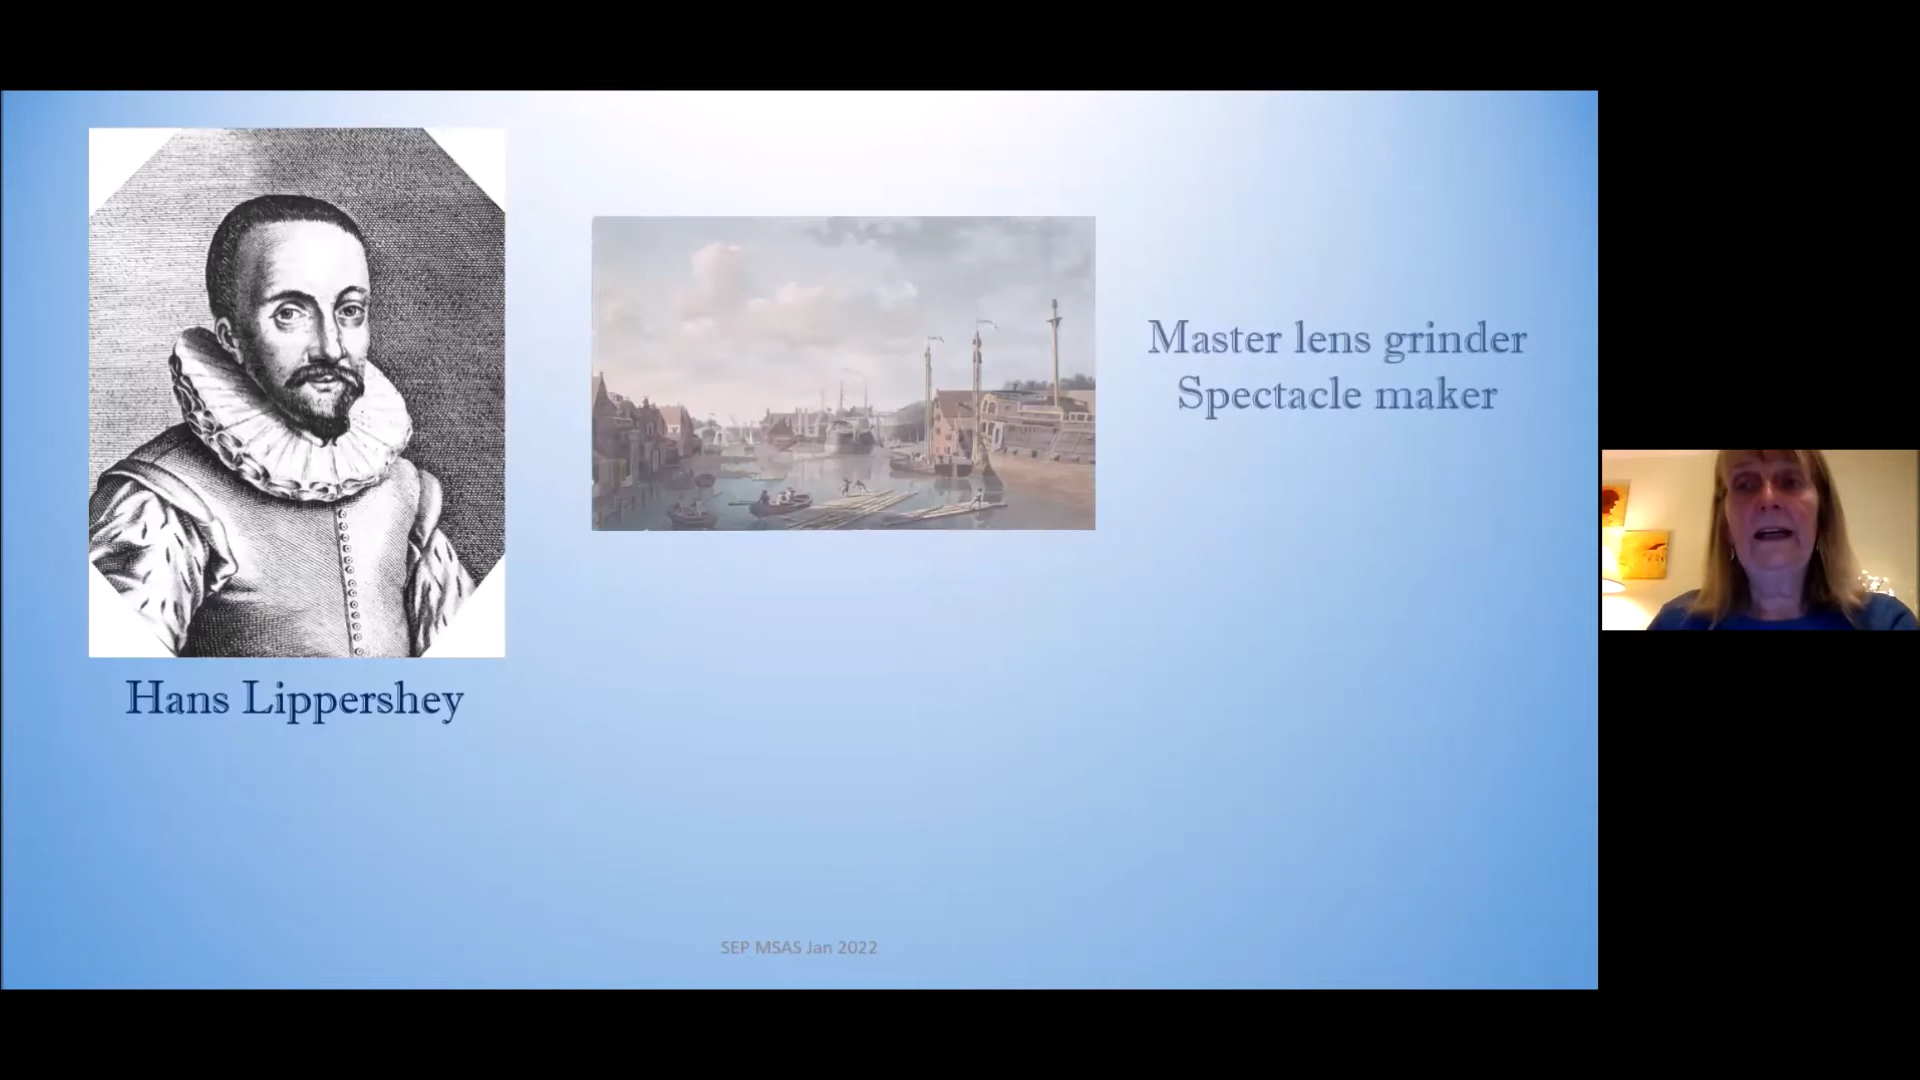 Master lens grinder
Spectacle maker
Hans Lippershey
SEP MSAS Jan 2022